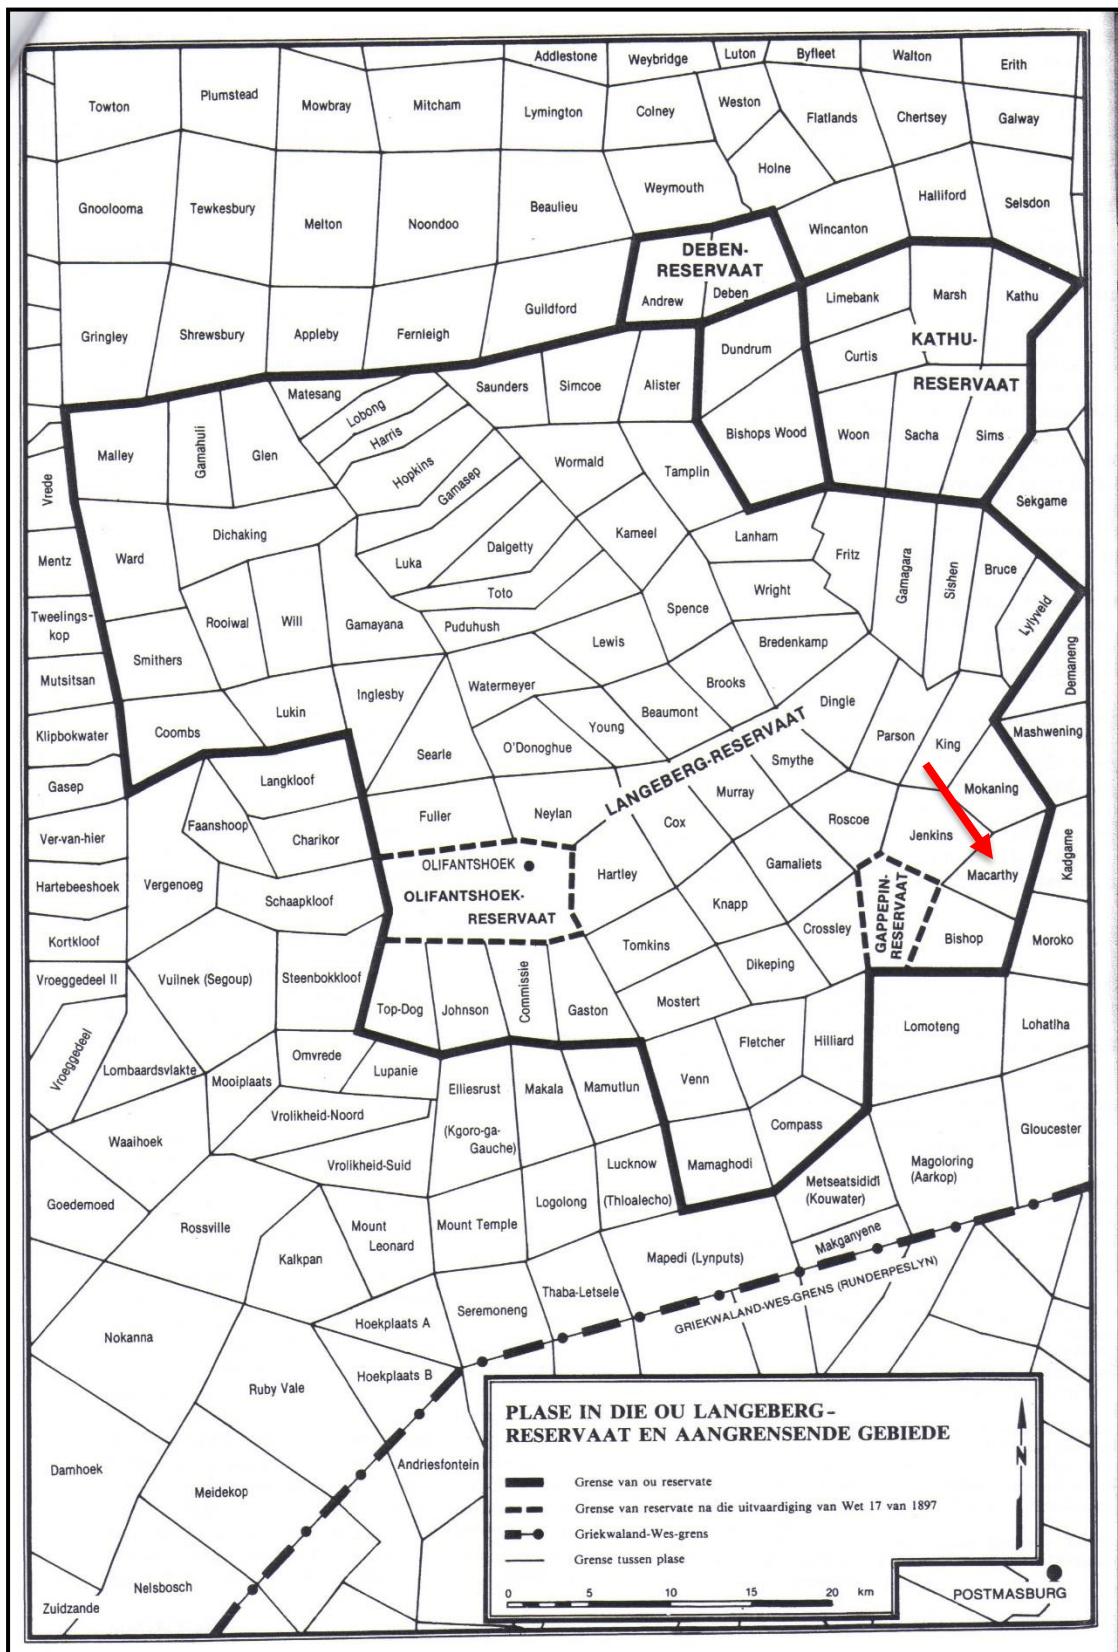 Addlestone
Weybridge
Luton
Byfleet
Walton
Erith
Towton
Plumstead
Mowbray
Mitcham
Lymington
Colney
Weston
Flatlands
Chertsey
Galway
Holne
Gnoolooma
Tewkesbury
Melton
Noondoo
Beaulieu
Weymouth
Wincanton
Halliford
Selsdon
DEBEN-
RESERVAAT
Andrew
Deben
Gringley
Shrewsbury
Appleby
Fernleigh
Guildford
Limebank
Marsh
Kathu
KATHU-
RESERVAAT
Curtis
Dundrum
Bishops Wood
Woon
Sacha
Sims
Matesang
Lobong
Harris
Hopkins
Gamasep
Saunders
Simcoe
Alister
Malley
Gamahuli
Glen
Wormald
Tamplin
Sekgame
Vrede
Mentz
Ward
Dichaking
Luka
Dalgetty
Kameel
Lanham
Fritz
Gamagara
Sishen
Bruce
Lylyveld
Toto
Wright
Tweelings-
kop
Rooiwal
Will
Gamayana
Puduhush
Spence
Lewis
Bredenkamp
Demaneng
Smithers
Mutsitsan
Inglesby
Watermeyer
Brooks
Dingle
Lukin
Coombs
Klipbokwater
Searle
O'Donoghue
Young
Beaumont
LANGEBERG-RESERVAAT
Parson
King
Mashwening
Langkloof
Gasep
Smythe
Mokaning
Fuller
Neylan
Murray
Faanshoop
Charikor
Ver-van-hier
Cox
Roscoe
Jenkins
OLIFANTSHOEK
OLIFANTSHOEK-
RESERVAAT
Hartley
Gamaliets
Macarthy
Kadgame
Hartebeeshoek
Vergenoeg
Schaapkloof
Knapp
Crossley
GAPPEPIN-
RESERVAAT
Bishop
Kortkloof
Tomkins
Dikeping
Moroko
Vroeggedeel II
Vuilnek (Segoup)
Steenbokkloof
Top-Dog
Johnson
Commissie
Gaston
Mostert
Lomoteng
Lohatlha
Vroeggedeel
Lombaardsvlakte
Mooiplaats
Omvrede
Lupanie
Fletcher
Hilliard
Venn
Elliesrust
(Kgoro-ga-
Gauche)
Makala
Mamutlun
Vrolikheid-Noord
Compass
Waaihoek
Vrolikheid-Suid
Gloucester
Lucknow
(Thloalecho)
Mamaghodi
Metseatsididi
(Kouwater)
Magoloring
(Aarkop)
Goedemoed
Rossville
Logolong
Mount
Leonard
Mount Temple
Kalkpan
Mapedi (Lynputs)
Makganyene
GRIEKWALAND-WES-GRENS (RUNDERPESLYN)
Thaba-Letsele
Seremoneng
Hoekplaats A
Nokanna
Hoekplaats B
Ruby Vale
Andriesfontein
Damhoek
Meidekop
Nelsbosch
Zuidzande
PLASE IN DIE OU LANGEBERG-
RESERVAAT EN AANGRENSENDE GEBIEDE
N
Grense van ou reservate
Grense van reservate na die uitvaardiging van Wet 17 van 1897
Griekwaland-Wes-grens
Grense tussen plase
0 5 10 15 20 km
POSTMASBURG